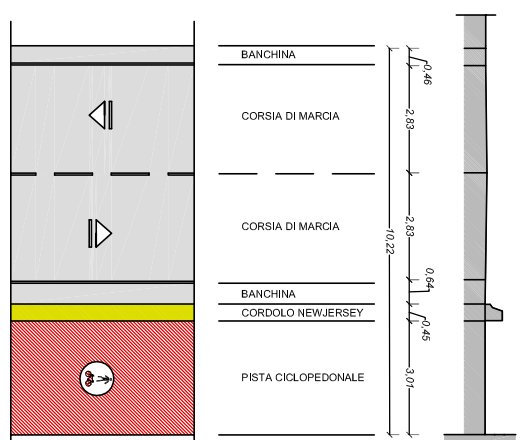 BANCHINA
0,46
CORSIA DI MARCIA
2,83
CORSIA DI MARCIA
2,83
10,22
0,64
BANCHINA
CORDOLO NEWJERSEY
0,45
PISTA CICLOPEDONALE
3,01